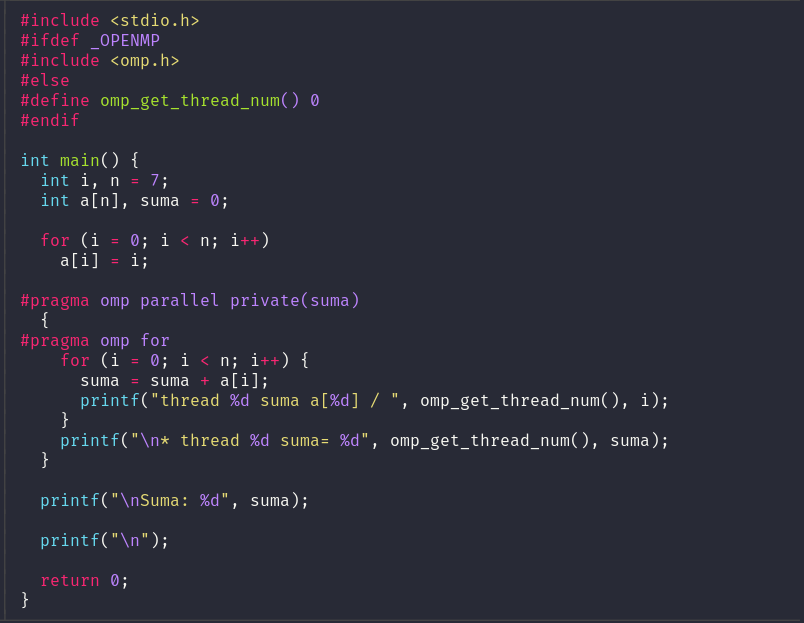 #include <stdio.h>
#ifdef _OPENMP
#include <omp.h>
#else
#define omp_get_thread_num() 0
#endif

int main() {
  int i, n = 7;
  int a[n], suma = 0;

  for (i = 0; i < n; i++)
    a[i] = i;

#pragma omp parallel private(suma)
  {
#pragma omp for
    for (i = 0; i < n; i++) {
      suma = suma + a[i];
      printf("thread %d suma a[%d] / ", omp_get_thread_num(), i);
    }
    printf("\n* thread %d suma= %d", omp_get_thread_num(), suma);
  }

  printf("\nSuma: %d", suma);

  printf("\n");

  return 0;
}